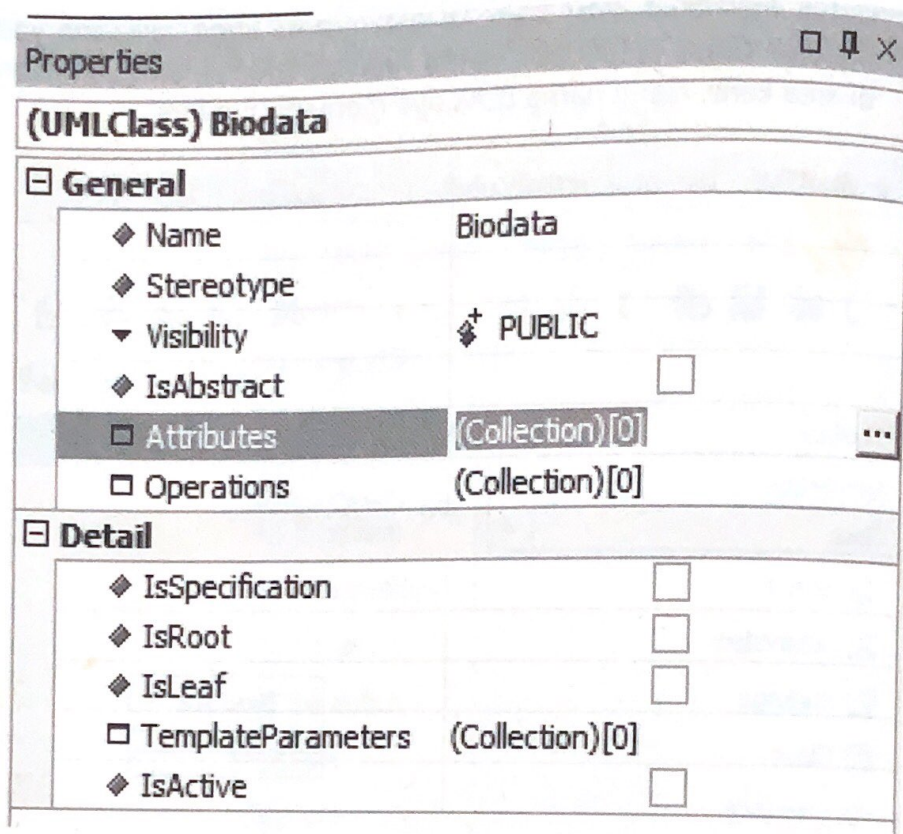 Properties
(UMLClass) Biodata
General
Name Biodata
Stereotype
Visibility PUBLIC
IsAbstract
Attributes (Collection)[0] ...
Operations (Collection)[0]
Detail
IsSpecification
IsRoot
IsLeaf
TemplateParameters (Collection)[0]
IsActive